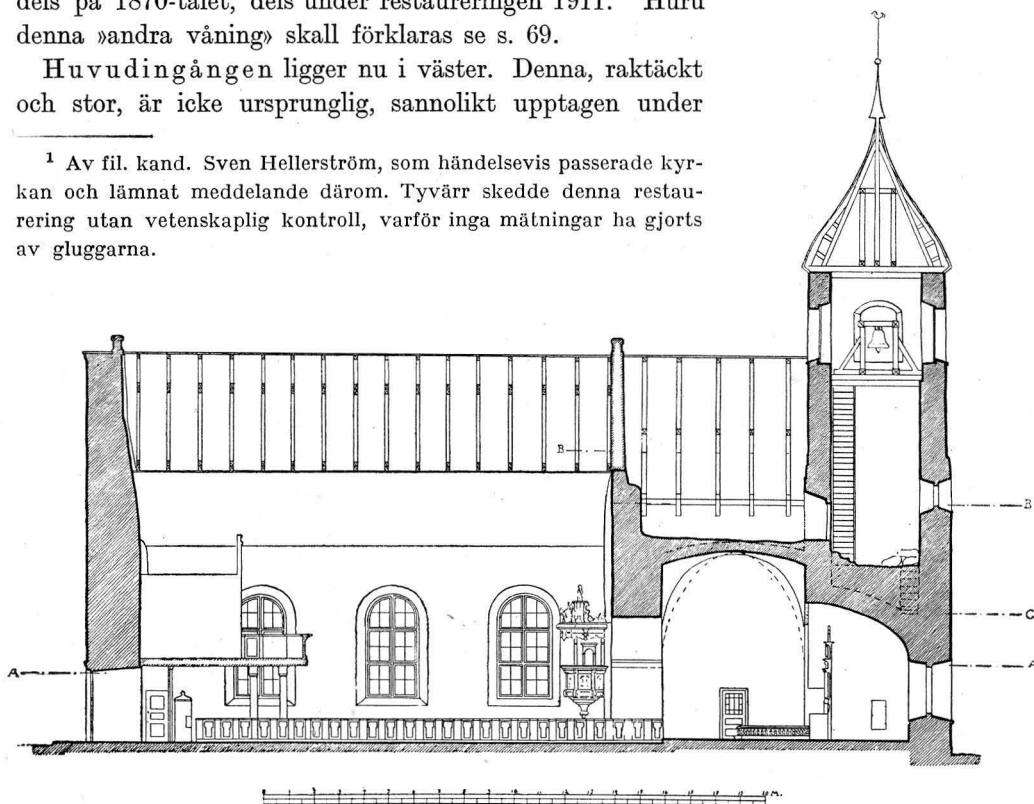 dels på 1870-talet, dels under restaureringen 1911. Huru
denna »andra våning» skall förklaras se s. 69.
Huvudingången ligger nu i väster. Denna, raktäckt
och stor, är icke ursprunglig, sannolikt upptagen under
¹ Av fil. kand. Sven Hellerström, som händelsevis passerade kyr-
kan och lämnat meddelande därom. Tyvärr skedde denna restau-
rering utan vetenskaplig kontroll, varför inga mätningar ha gjorts
av gluggarna.
B
B
C
A
A
M.